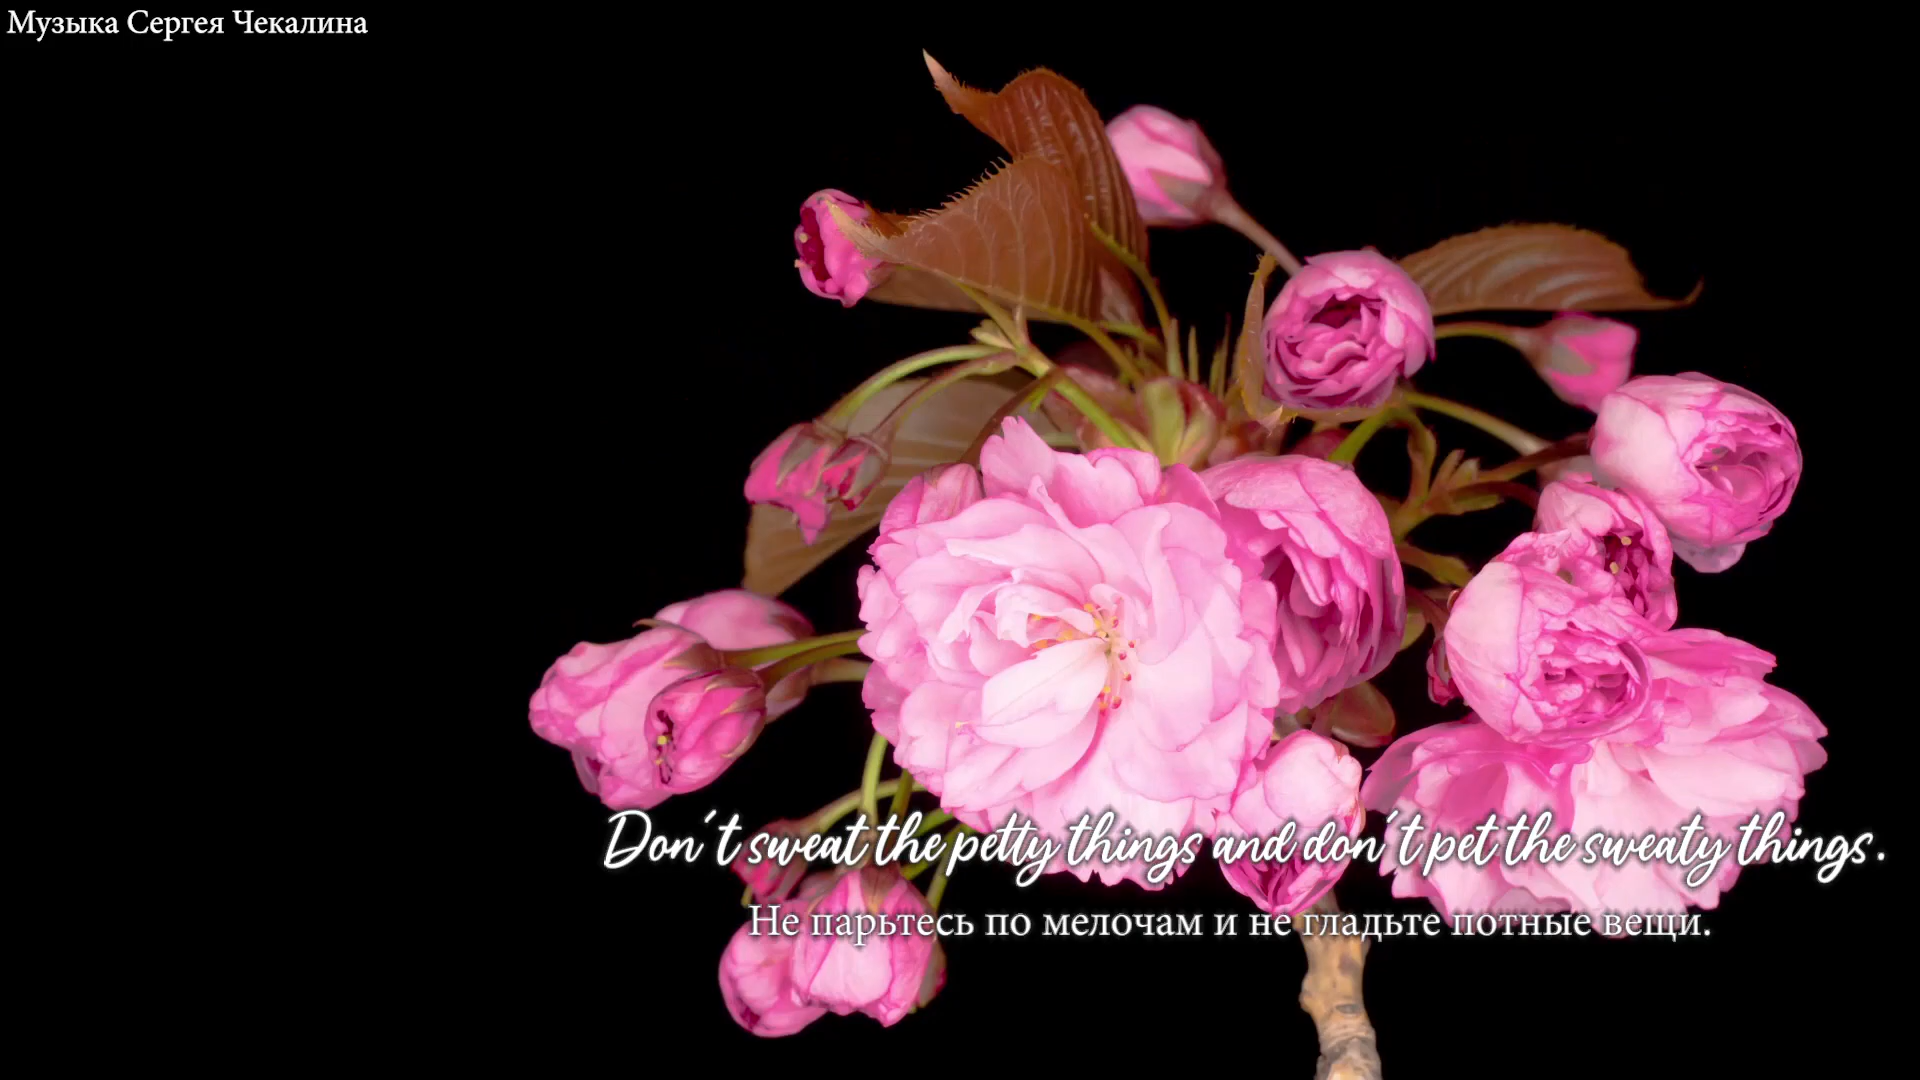 Музыка Сергея Чекалина
Don´t sweat the petty things and don´t pet the sweaty things.
Не парьтесь по мелочам и не гладьте потные вещи.